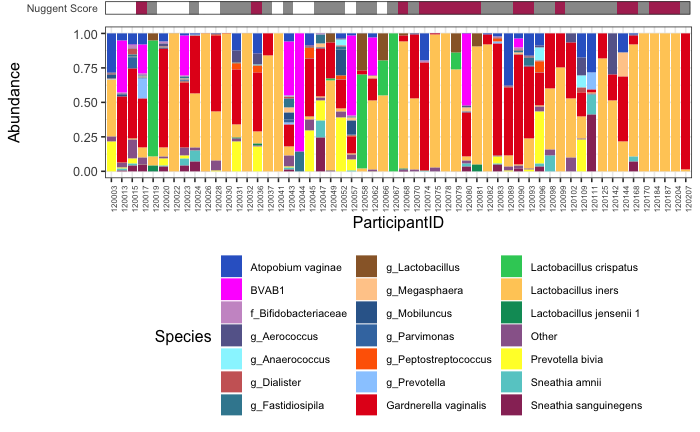 Nuggent Score
Abundance
1.00
0.75
0.50
0.25
0.00
120003 120013 120015 120017 120019 120020 120022 120023 120024 120026 120028 120030 120031 120032 120036 120037 120041 120043 120044 120045 120047 120049 120052 120057 120058 120062 120066 120067 120068 120070 120074 120075 120078 120079 120080 120081 120082 120083 120089 120090 120093 120096 120098 120099 120102 120109 120111 120125 120142 120144 120168 120170 120184 120187 120204 120207
ParticipantID
Species
Atopobium vaginae g_Lactobacillus Lactobacillus crispatus
BVAB1 g_Megasphaera Lactobacillus iners
f_Bifidobacteriaceae g_Mobiluncus Lactobacillus jensenii 1
g_Aerococcus g_Parvimonas Other
g_Anaerococcus g_Peptostreptococcus Prevotella bivia
g_Dialister g_Prevotella Sneathia amnii
g_Fastidiosipila Gardnerella vaginalis Sneathia sanguinegens